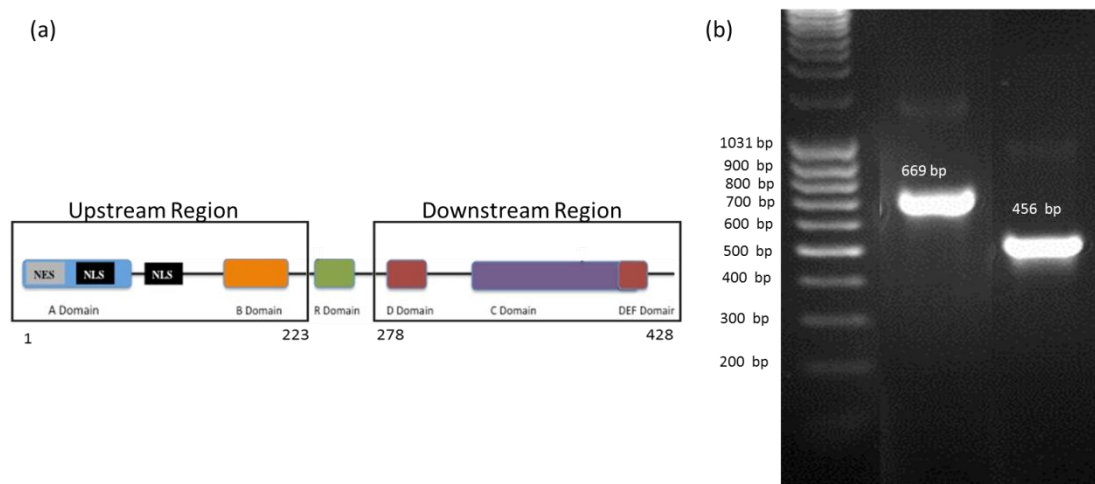 (a)
Upstream Region
Downstream Region
NES
NLS
NLS
A Domain
B Domain
R Domain
D Domain
C Domain
DEF Domain
1
223
278
428
(b)
1031 bp
900 bp
800 bp
700 bp
600 bp
500 bp
400 bp
300 bp
200 bp
669 bp
456 bp